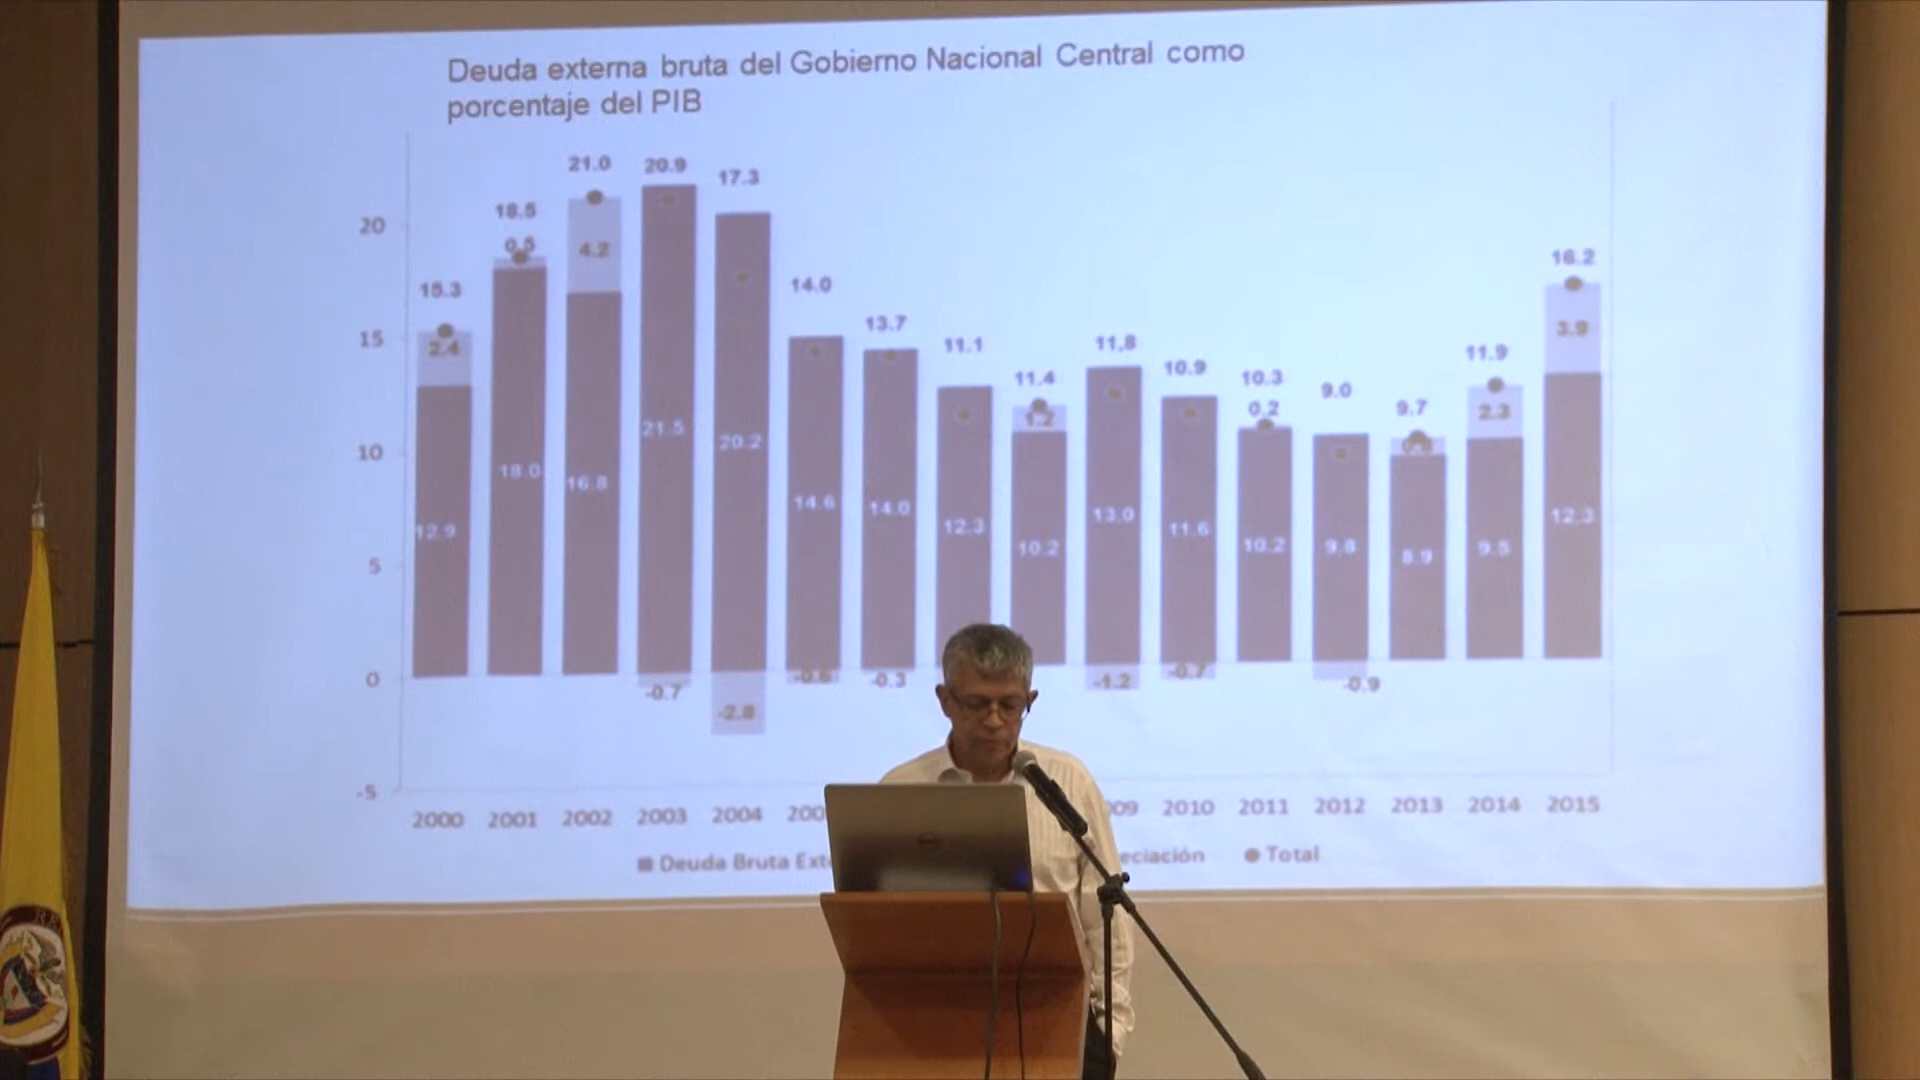 Deuda externa bruta del Gobierno Nacional Central como
porcentaje del PIB
21.0 20.9 17.3
20 18.5 0.5 4.2 16.2
15.3 14.0
15 2.4 13.7 11.1 11,8 11.9 3.9
11.4 10.9 10.3 9.0 9.7
1.2 0.2 2.3
10 21.5 20.2
18.0 16.8 14.6 14.0 12.3 13.0 11.6 12.3
12.9 10.2 10.2 9.8 8.9 9.5
5
0 -0.7 -2.8 -0.3 -1.2 -0.7 -0.9
-5
2000 2001 2002 2003 2004 2010 2011 2012 2013 2014 2015
Deuda Bruta Total